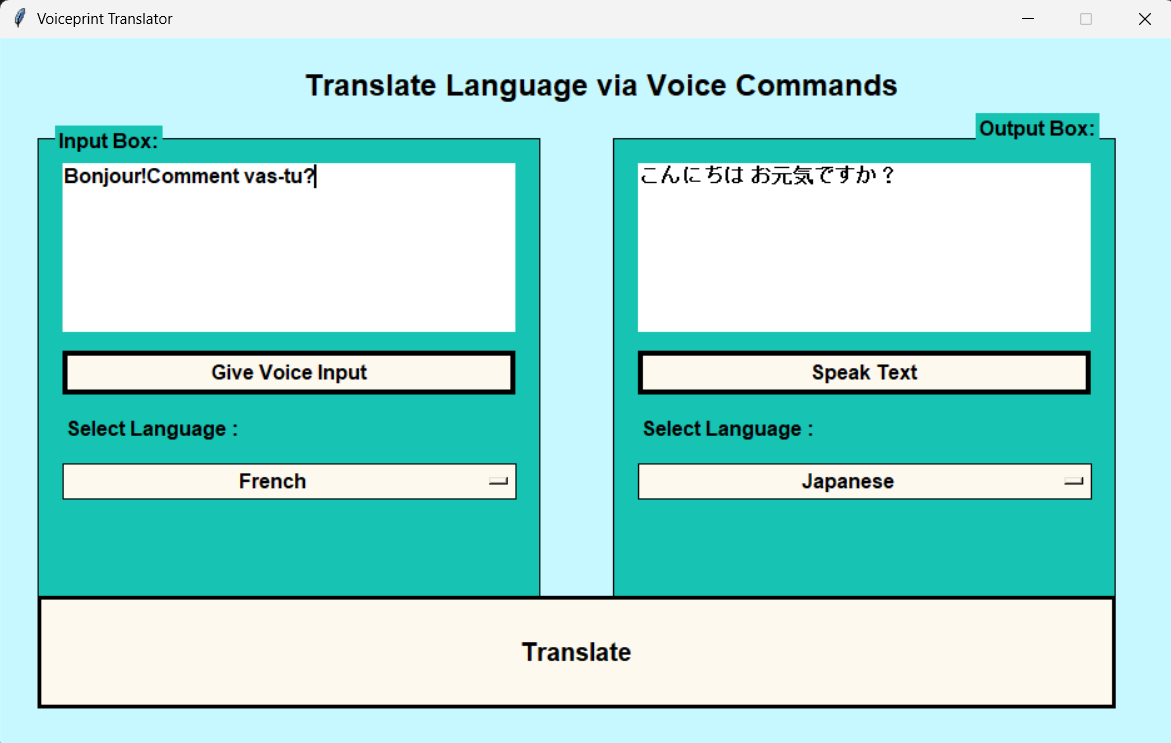 Voiceprint Translator
Translate Language via Voice Commands
Input Box:
Bonjour!Comment vas-tu?
Give Voice Input
Select Language :
French
Output Box:
こんにちは お元気ですか？
Speak Text
Select Language :
Japanese
Translate